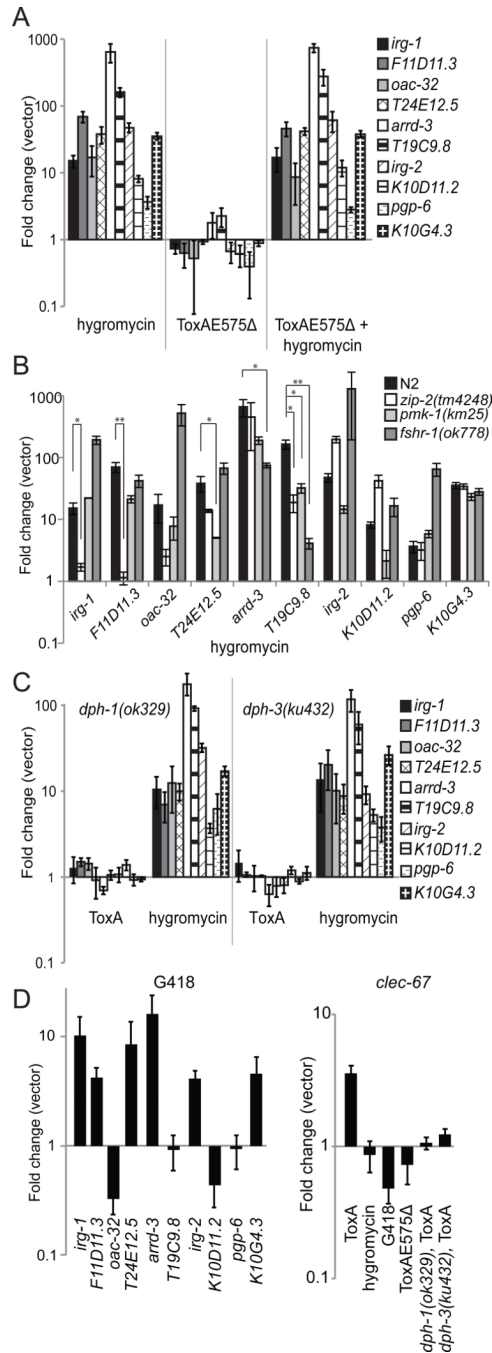 A
Fold change (vector)
1000
100
10
1
0.1
hygromycin
ToxAE575Δ
ToxAE575Δ +
hygromycin
irg-1
F11D11.3
oac-32
T24E12.5
arrd-3
T19C9.8
irg-2
K10D11.2
pgp-6
K10G4.3
B
Fold change (vector)
1000
100
10
1
0.1
*
**
*
*
**
*
*
N2
zip-2(tm4248)
pmk-1(km25)
fshr-1(ok778)
irg-1
F11D11.3
oac-32
T24E12.5
arrd-3
T19C9.8
irg-2
K10D11.2
pgp-6
K10G4.3
hygromycin
C
Fold change (vector)
100
10
1
0.1
dph-1(ok329)
dph-3(ku432)
ToxA
hygromycin
ToxA
hygromycin
irg-1
F11D11.3
oac-32
T24E12.5
arrd-3
T19C9.8
irg-2
K10D11.2
pgp-6
K10G4.3
D
G418
Fold change (vector)
10
1
0.1
irg-1
F11D11.3
oac-32
T24E12.5
arrd-3
T19C9.8
irg-2
K10D11.2
pgp-6
K10G4.3
clec-67
Fold change (vector)
10
1
0.1
ToxA
hygromycin
G418
ToxAE575Δ
dph-1(ok329), ToxA
dph-3(ku432), ToxA